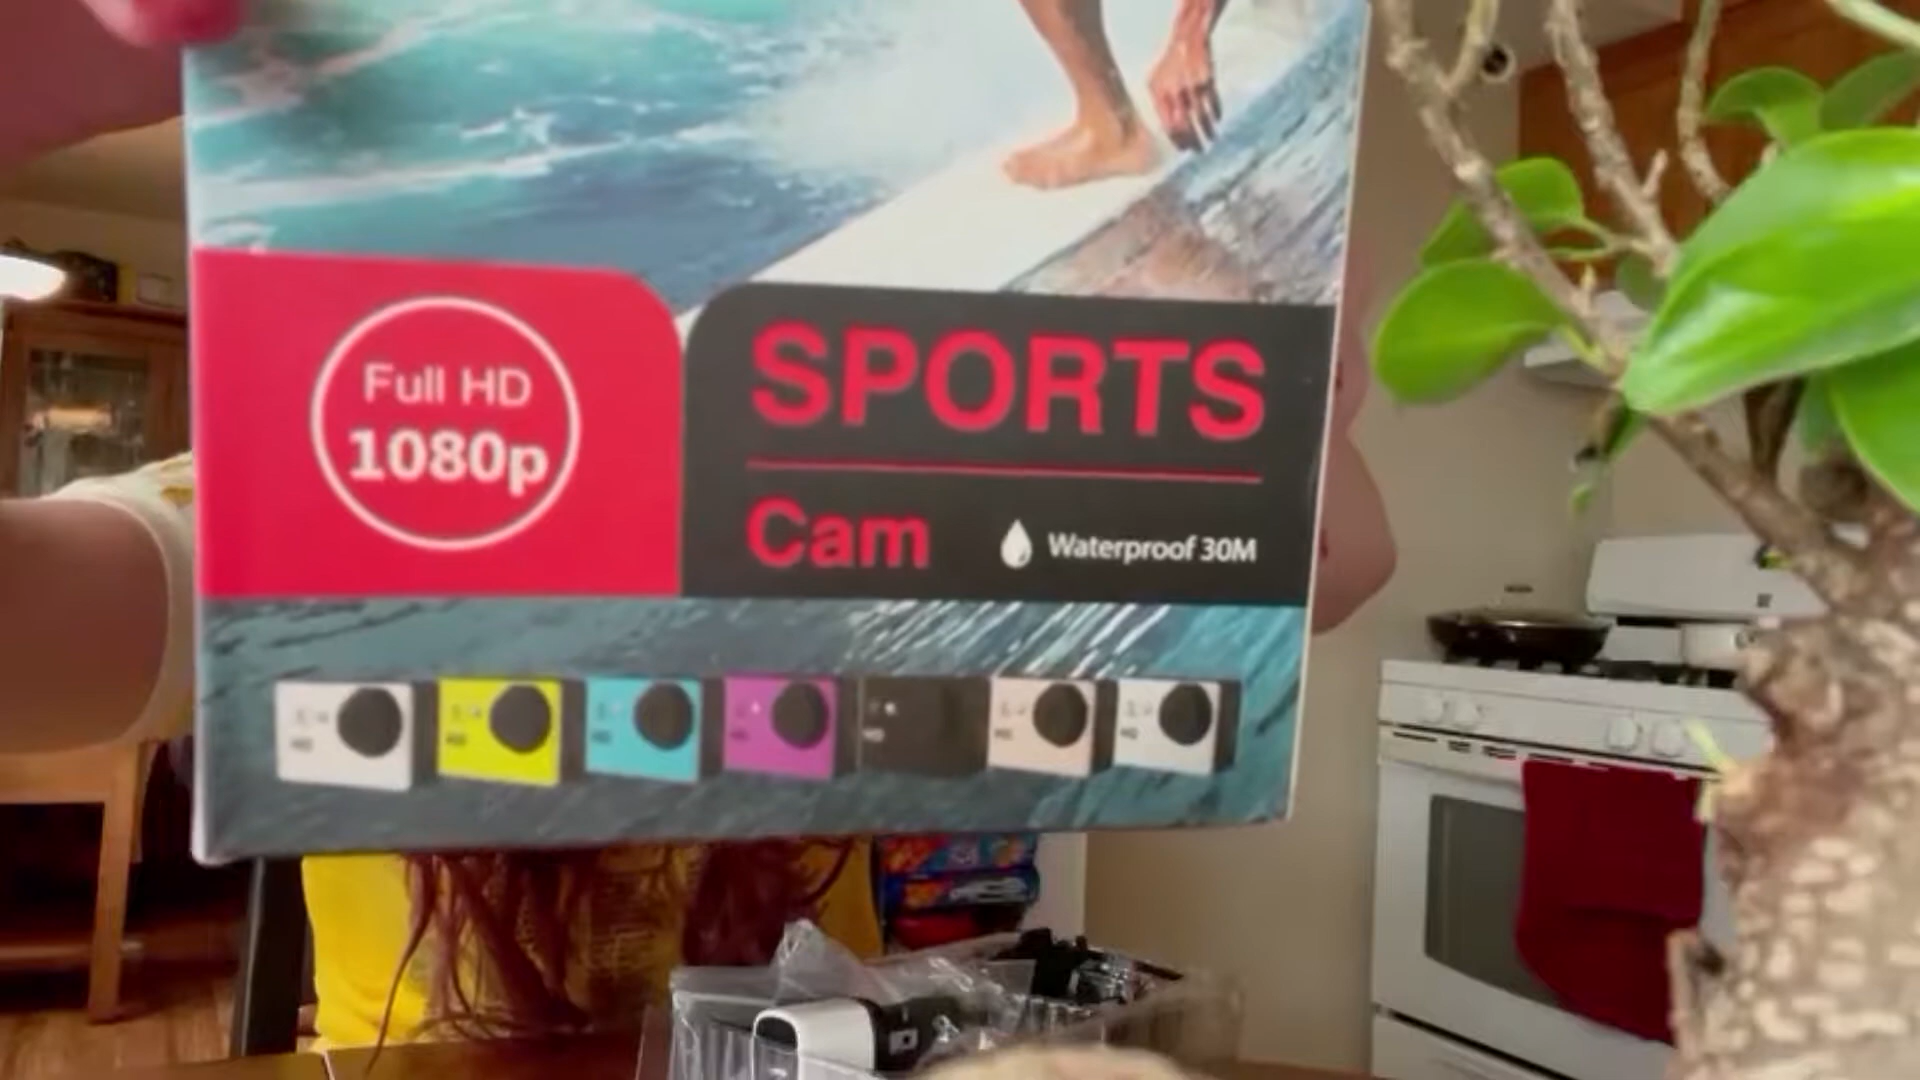 Full HD
1080p
SPORTS
Cam
Waterproof 30M